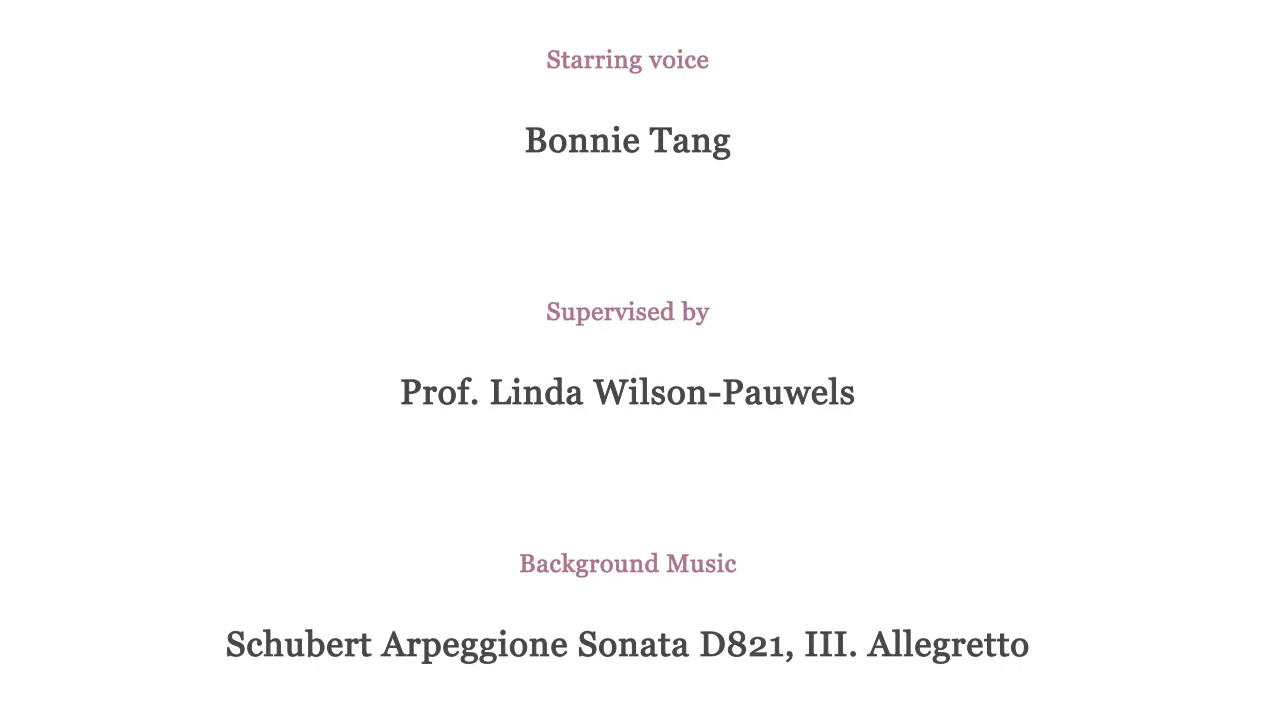 Starring voice
Bonnie Tang
Supervised by
Prof. Linda Wilson-Pauwels
Background Music
Schubert Arpeggione Sonata D821, III. Allegretto